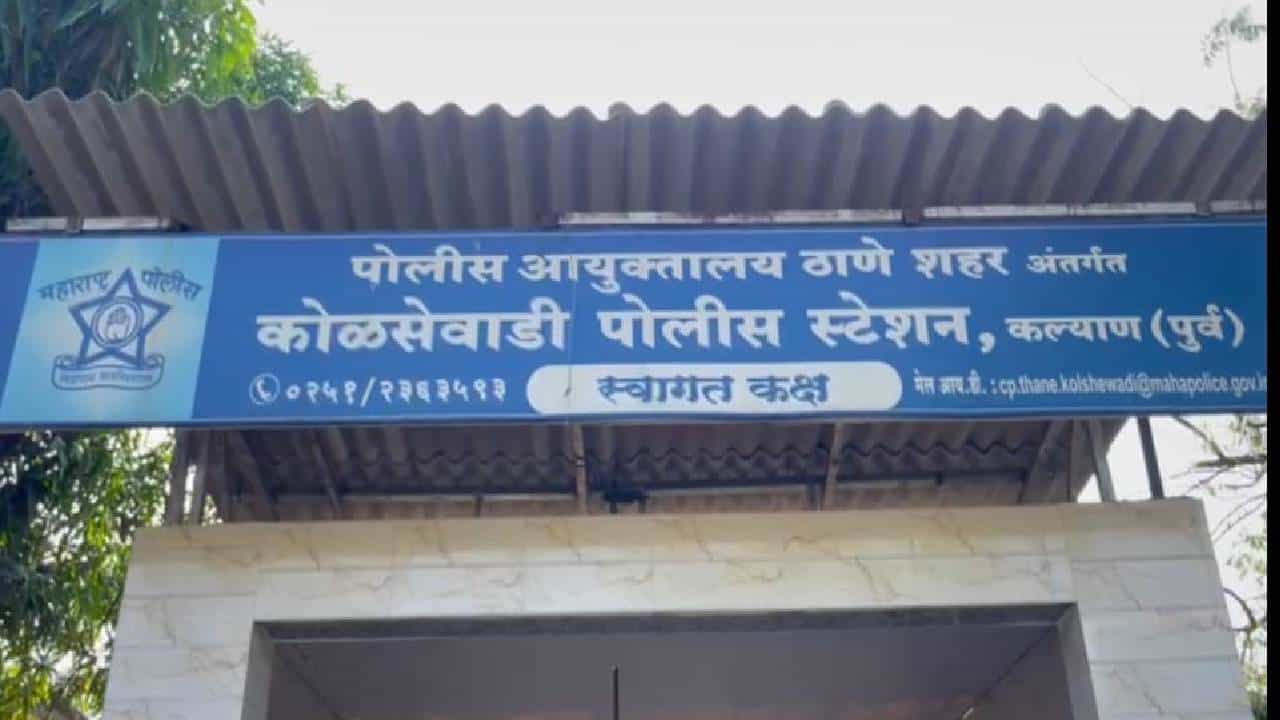 महाराष्ट्र पोलीस
पोलीस आयुक्तालय ठाणे शहर अंतर्गत
कोळसेवाडी पोलीस स्टेशन, कल्याण (पुर्व)
०२५१/२३६३५१३
स्वागत कक्ष
मेल आय.डी. : cp.thane.kolshewadi@mahapolice.gov.in